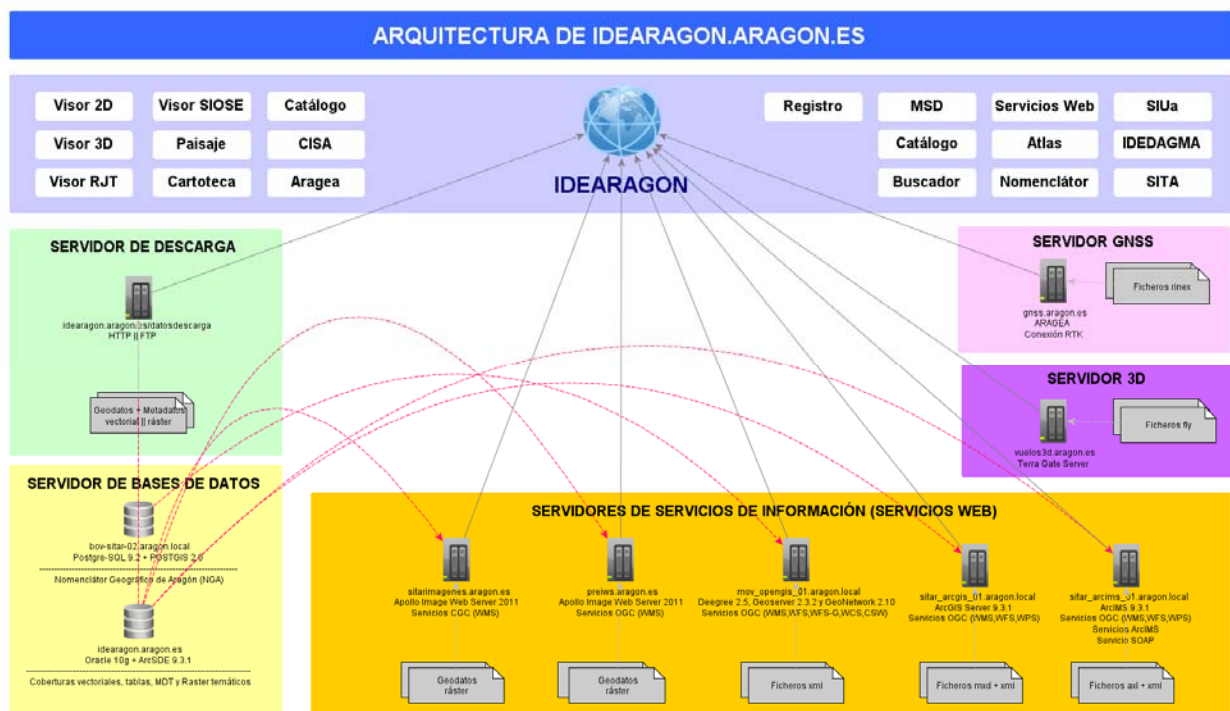 ARQUITECTURA DE IDEARAGON.ARAGON.ES
Visor 2D
Visor SIOSE
Catálogo
Visor 3D
Paisaje
CISA
Visor RJT
Cartoteca
Aragea
IDEARAGON
Registro
MSD
Servicios Web
SIUa
Catálogo
Atlas
IDEDAGMA
Buscador
Nomenclátor
SITA
SERVIDOR DE DESCARGA
idearagon.aragon.es/datosdescarga
HTTP || FTP
Geodatos + Metadatos
vectorial || ráster
SERVIDOR GNSS
Ficheros rinex
gnss.aragon.es
ARAGEA
Conexión RTK
SERVIDOR 3D
Ficheros fly
vuelos3d.aragon.es
Terra Gate Server
SERVIDOR DE BASES DE DATOS
bov-sitar-02.aragon.local
Postgre-SQL 9.2 + POSTGIS 2.0
Nomenclátor Geográfico de Aragón (NGA)
idearagon.aragon.es
Oracle 10g + ArcSDE 9.3.1
Coberturas vectoriales, tablas, MDT y Raster temáticos
SERVIDORES DE SERVICIOS DE INFORMACIÓN (SERVICIOS WEB)
sitarimagenes.aragon.es
Apollo Image Web Server 2011
Servicios CGC (WMS)
Geodatos
ráster
preiws.aragon.es
Apollo Image Web Server 2011
Servicios OGC (WMS)
Geodatos
ráster
mov_opengis_01.aragon.local
Deegree 2.5, Geoserver 2.3.2 y GeoNetwork 2.10
Servicios OGC (WMS,WFS,WFS-G,WCS,CSW)
Ficheros xml
sitar_arcgis_01.aragon.local
ArcGIS Server 9.3.1
Servicios OGC (WMS,WFS,WPS)
Ficheros mxd + xml
sitar_arcims_01.aragon.local
ArcIMS 9.3.1
Servicios OGC (WMS,WFS,WPS)
Servicios ArcIMS
Servicio SOAP
Ficheros axl + xml